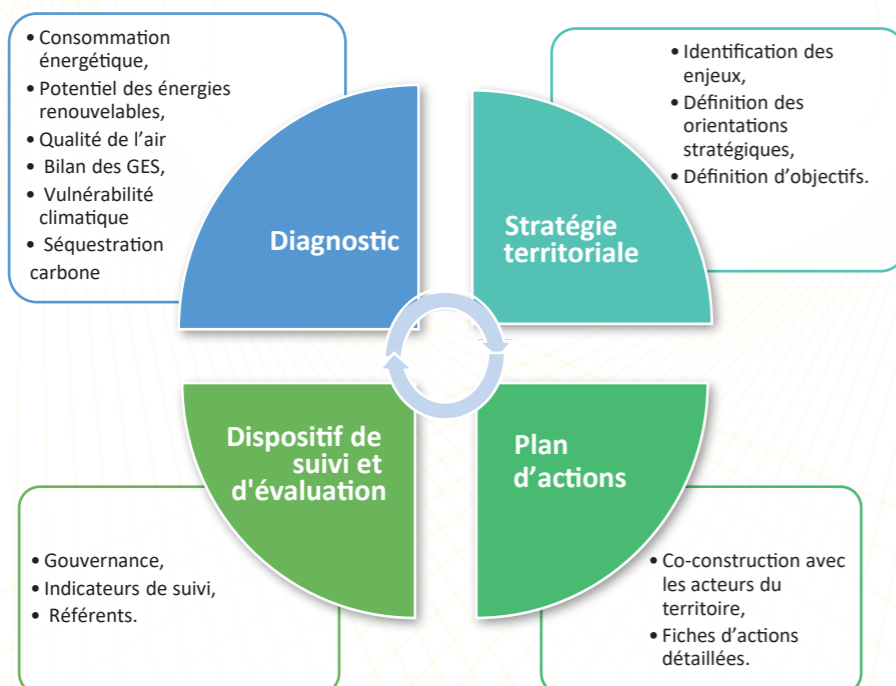 • Consommation
énergétique,
• Potentiel des énergies
renouvelables,
• Qualité de l’air
• Bilan des GES,
• Vulnérabilité
climatique
• Séquestration
carbone
Diagnostic
• Identification des
enjeux,
• Définition des
orientations
stratégiques,
• Définition d’objectifs.
Stratégie
territoriale
Dispositif de
suivi et
d'évaluation
• Gouvernance,
• Indicateurs de suivi,
• Référents.
Plan
d’actions
• Co-construction avec
les acteurs du
territoire,
• Fiches d’actions
détaillées.